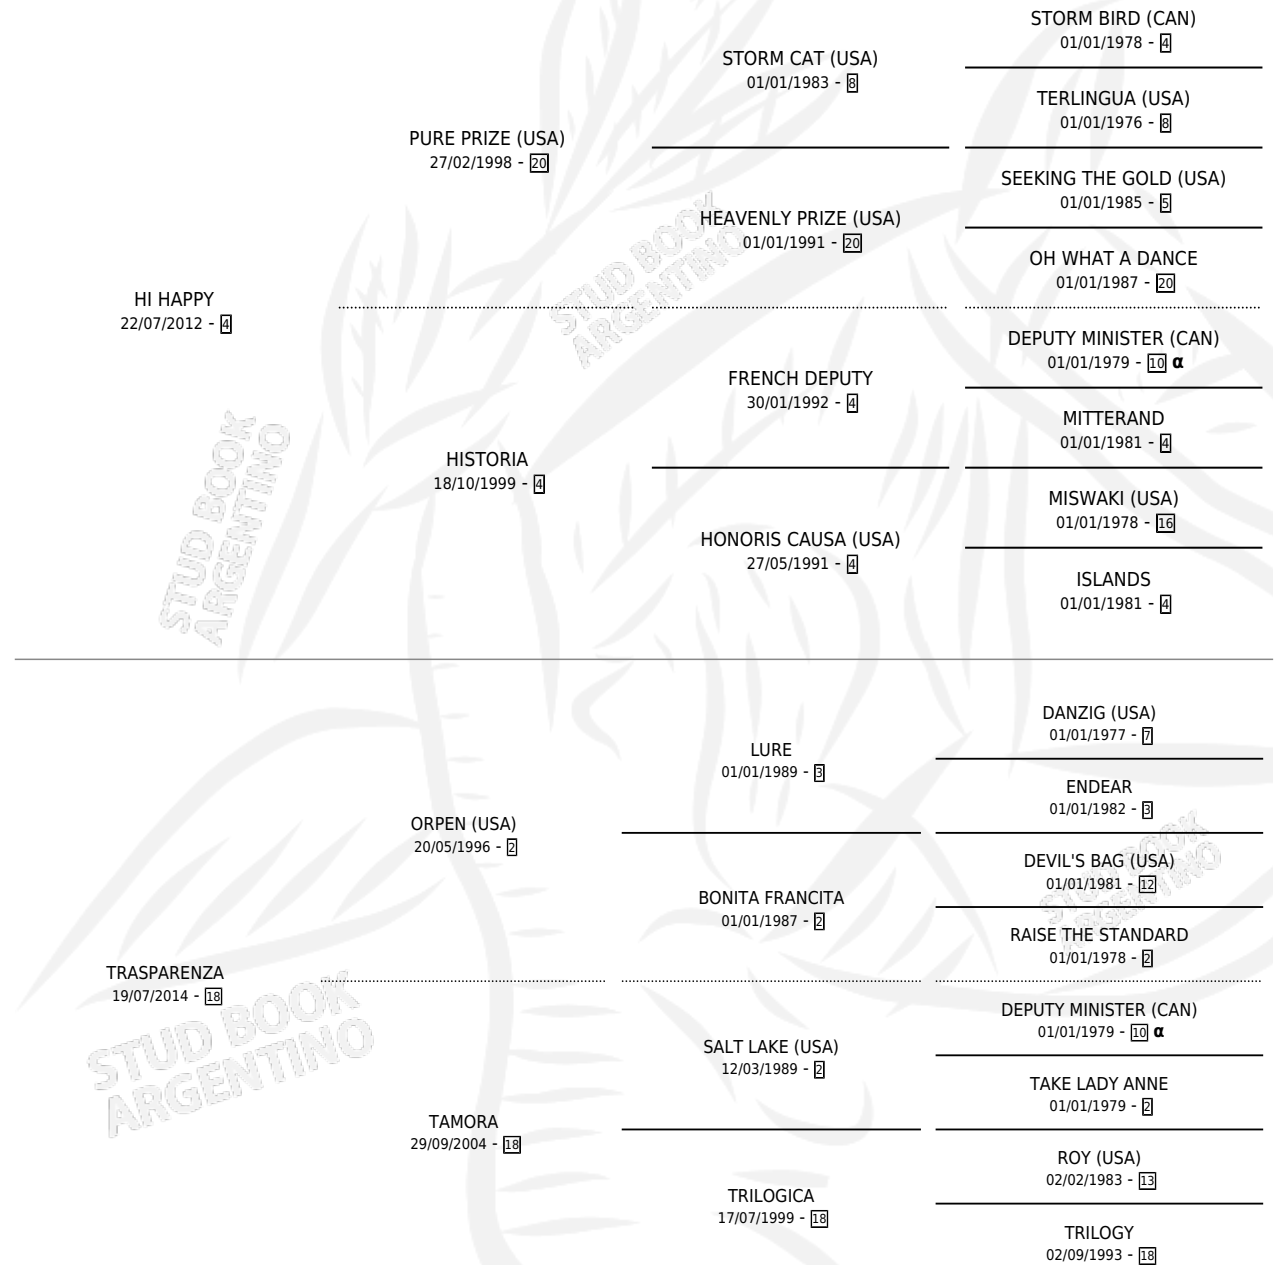 STORM BIRD (CAN)
01/01/1978 - 4
STORM CAT (USA)
01/01/1983 - 8
TERLINGUA (USA)
01/01/1976 - 8
PURE PRIZE (USA)
27/02/1998 - 20
SEEKING THE GOLD (USA)
01/01/1985 - 5
HEAVENLY PRIZE (USA)
01/01/1991 - 20
OH WHAT A DANCE
01/01/1987 - 20
HI HAPPY
22/07/2012 - 4
DEPUTY MINISTER (CAN)
01/01/1979 - 10 α
FRENCH DEPUTY
30/01/1992 - 4
MITTERAND
01/01/1981 - 4
HISTORIA
18/10/1999 - 4
MISWAKI (USA)
01/01/1978 - 16
HONORIS CAUSA (USA)
27/05/1991 - 4
ISLANDS
01/01/1981 - 4
STUD BOOK
ARGENTINO
STUD BOOK
ARGENTINO
DANZIG (USA)
01/01/1977 - 7
LURE
01/01/1989 - 3
ENDEAR
01/01/1982 - 3
ORPEN (USA)
20/05/1996 - 2
DEVIL'S BAG (USA)
01/01/1981 - 12
BONITA FRANCITA
01/01/1987 - 2
RAISE THE STANDARD
01/01/1978 - 2
TRASPARENZA
19/07/2014 - 18
DEPUTY MINISTER (CAN)
01/01/1979 - 10 α
SALT LAKE (USA)
12/03/1989 - 2
TAKE LADY ANNE
01/01/1979 - 2
TAMORA
29/09/2004 - 18
ROY (USA)
02/02/1983 - 13
TRILOGICA
17/07/1999 - 18
TRILOGY
02/09/1993 - 18
STUD BOOK
ARGENTINO
STUD BOOK
ARGENTINO